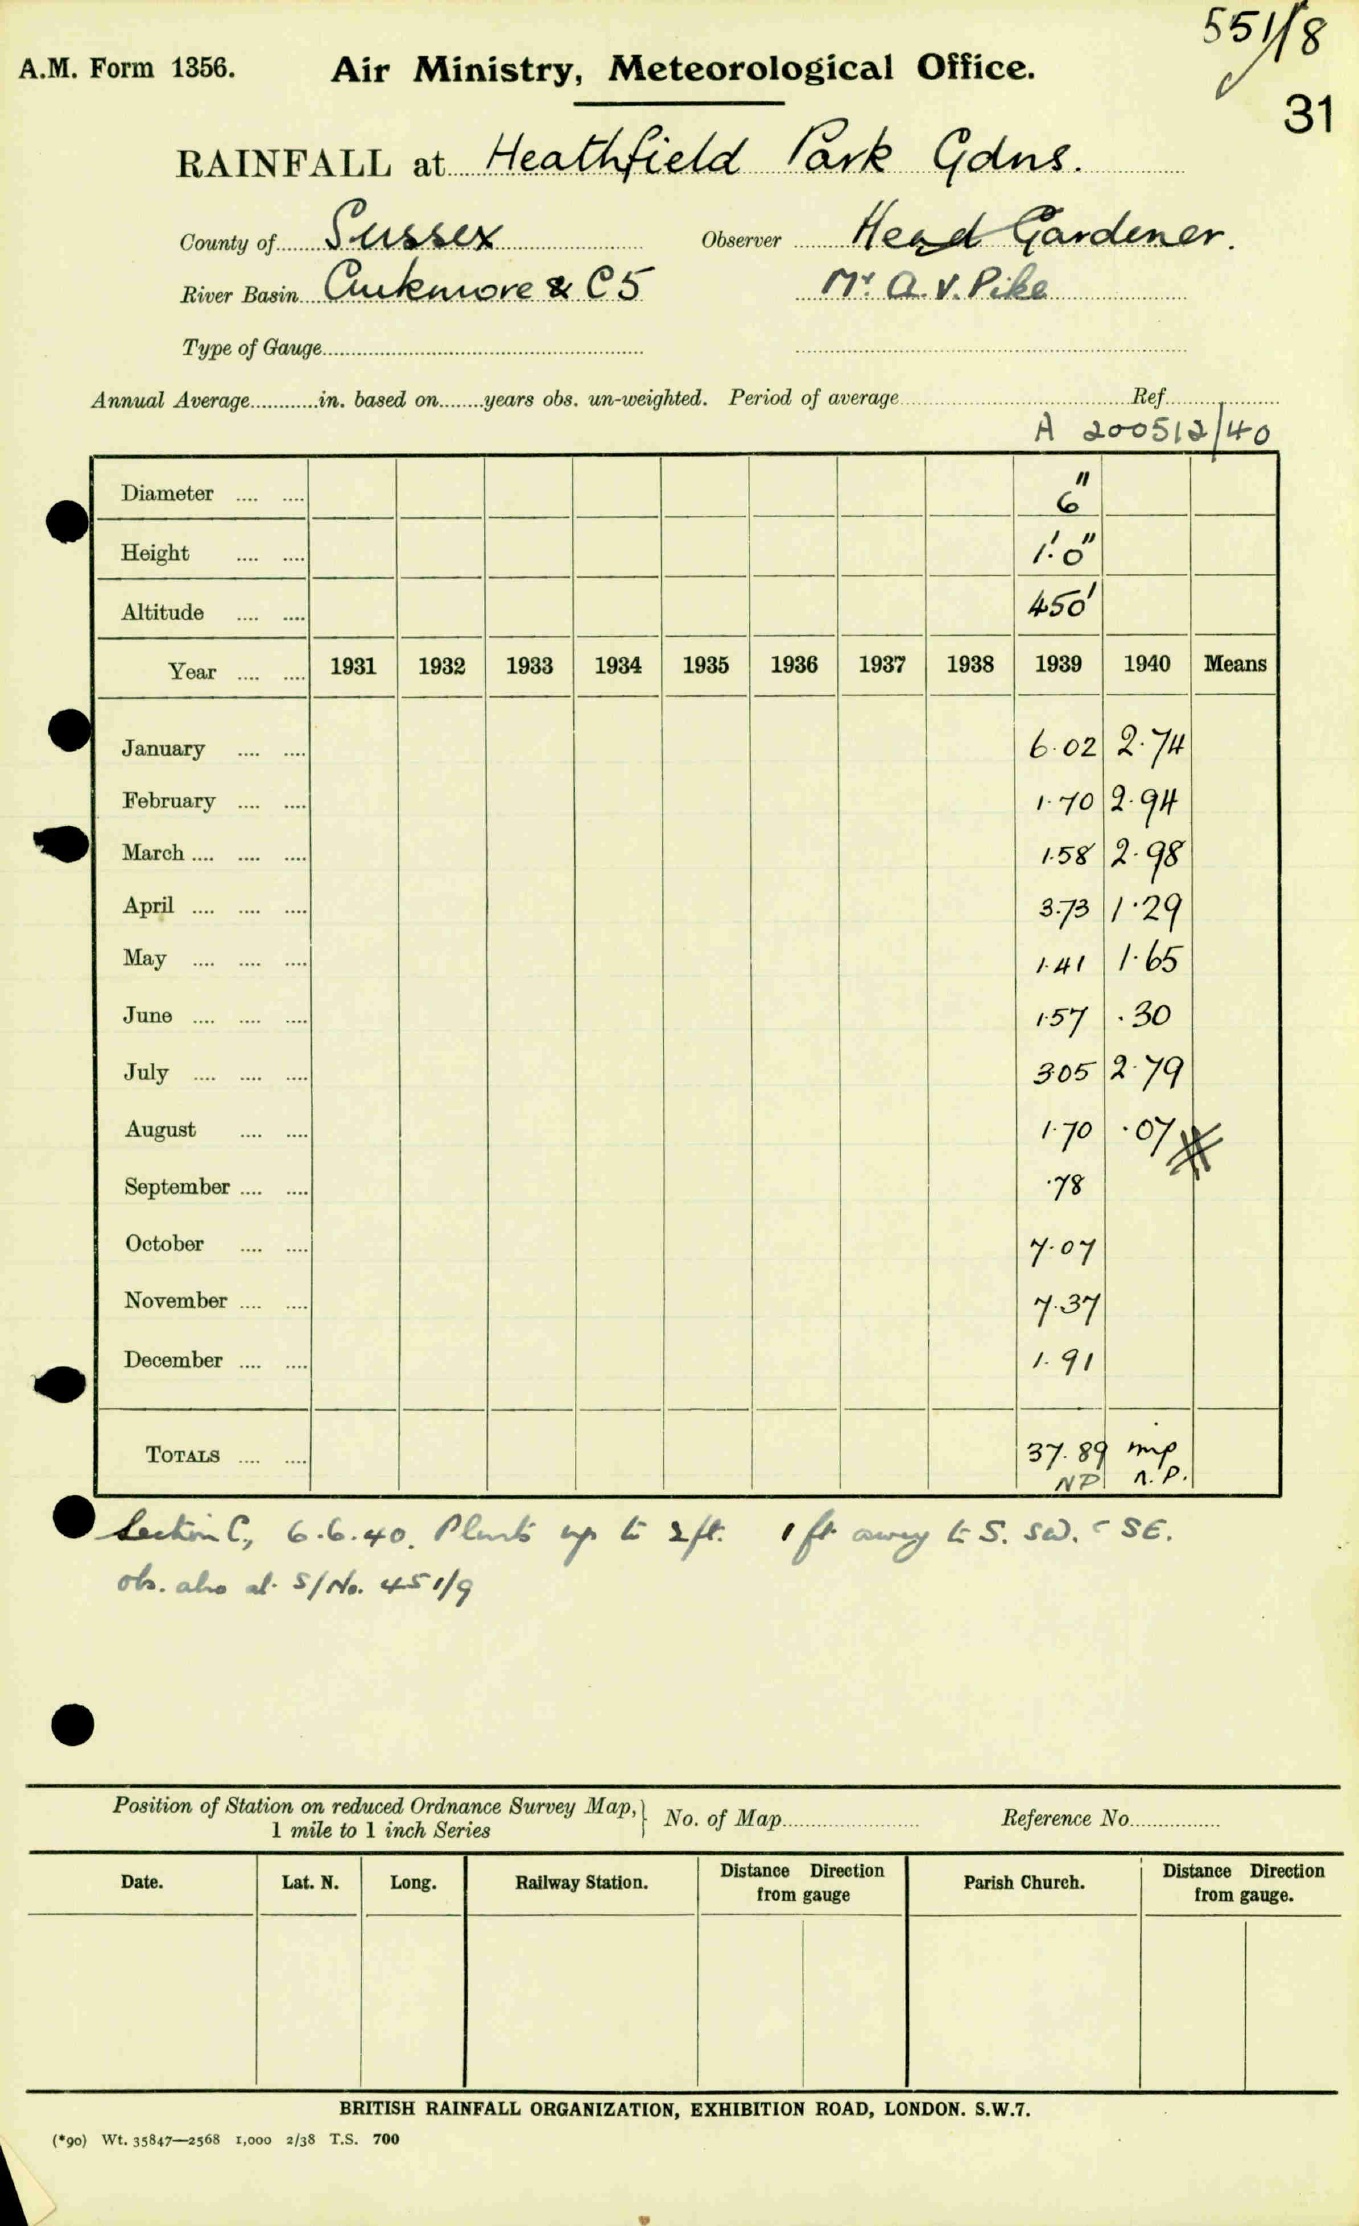 551/8
A.M. Form 1356. Air Ministry, Meteorological Office.
31
RAINFALL at Heathfield Park Gdns.
County of Sussex Observer Head Gardener.
River Basin Cuckmore & C5 Mr. A. V. Pike
Type of Gauge
Annual Average in. based on years obs. un-weighted. Period of average Ref.
A 200512/40
Diameter 6"
Height 1'.0"
Altitude 450'
Year 1931 1932 1933 1934 1935 1936 1937 1938 1939 1940 Means
January 6.02 2.74
February 1.70 2.94
March 1.58 2.98
April 3.73 1.29
May 1.41 1.65
June 1.57 .30
July 3.05 2.79
August 1.70 .07
September .78
October 7.07
November 7.37
December 1.91
TOTALS 37.89 imp
NP n.P.
Section C, 6.6.40. Plants up to 2ft. 1 ft away to S. SW. SE.
obs. also at S/No. 451/9
Position of Station on reduced Ordnance Survey Map, No. of Map Reference No.
1 mile to 1 inch Series
Date. Lat. N. Long. Railway Station. Distance Direction from gauge Parish Church. Distance Direction from gauge.
BRITISH RAINFALL ORGANIZATION, EXHIBITION ROAD, LONDON. S.W.7.
(*90) Wt. 35847—2568 1,000 2/38 T.S. 700